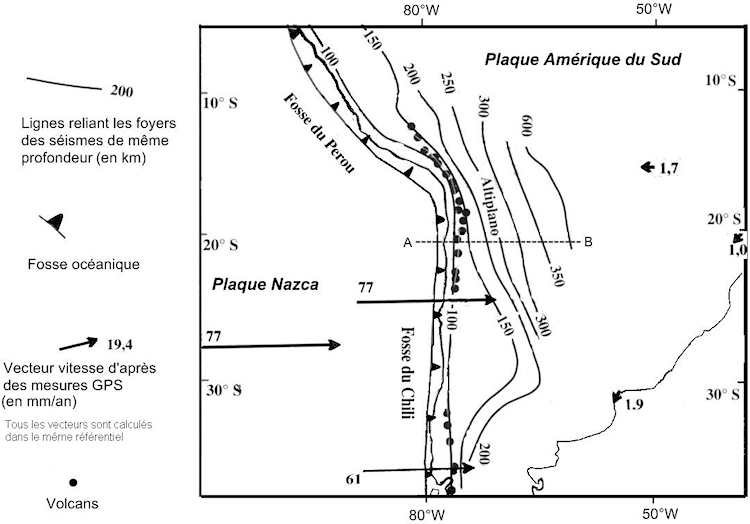 80°W
50°W
200
Lignes reliant les foyers
des séismes de même
profondeur (en km)
Fosse océanique
19,4
Vecteur vitesse d'après
des mesures GPS
(en mm/an)
Tous les vecteurs sont calculés
dans le même référentiel
Volcans
100
150
200
250
300
600
Plaque Amérique du Sud
10° S
10° S
Fosse du Perou
1,7
Altiplano
20° S
20° S
A
B
1,0
Plaque Nazca
77
77
350
300
150
100
Fosse du Chili
30° S
30° S
1.9
200
61
80°W
50°W